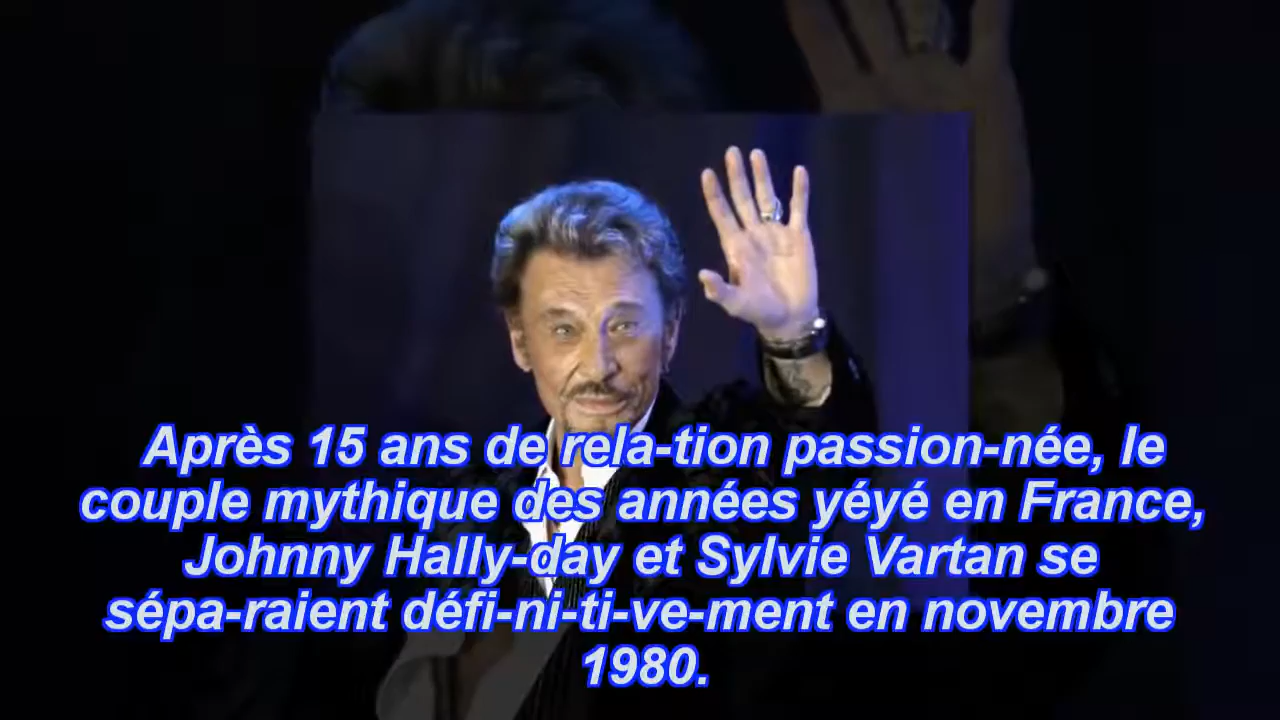 Après 15 ans de rela-tion passion-née, le
couple mythique des années yéyé en France,
Johnny Hally-day et Sylvie Vartan se
sépa-raient défi-ni-ti-ve-ment en novembre
1980.